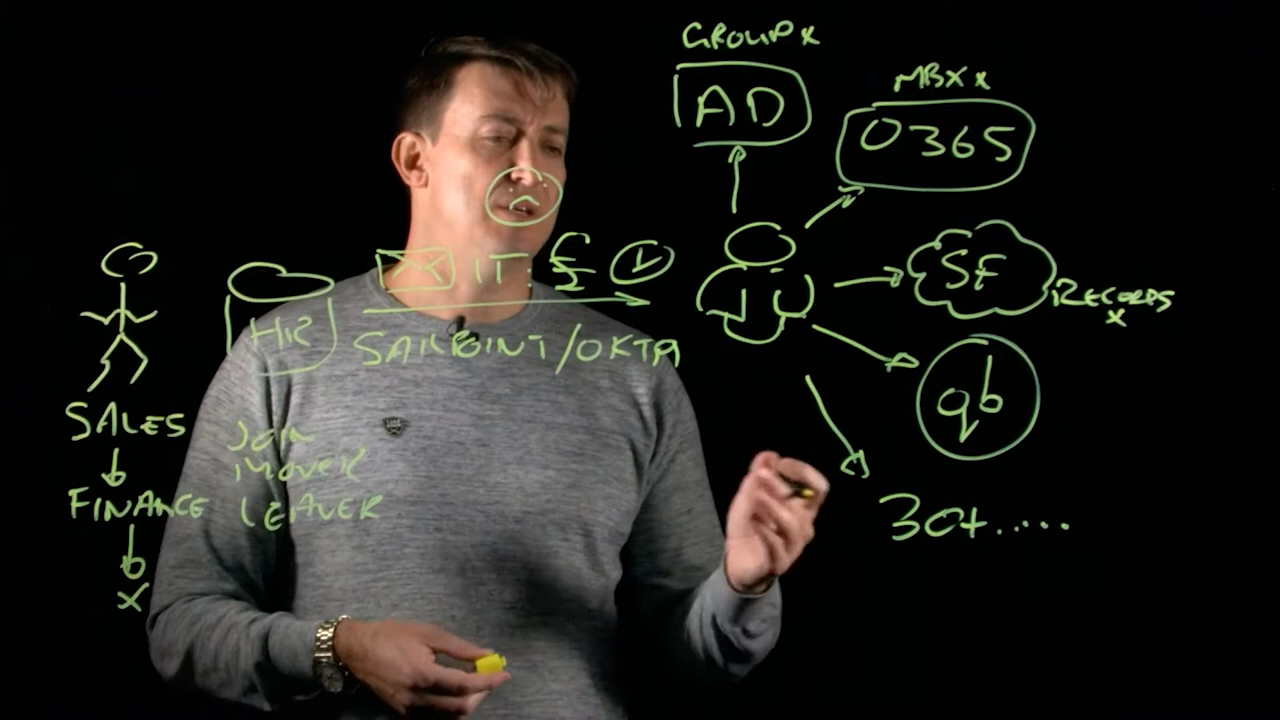 GROUP x
AD
MBX x
O365
SF
RECORDS
x
qb
30+.....
IT: £
SAILPOINT/OKTA
HR
SALES
FINANCE
X
JOIN
MOVER
LEAVER